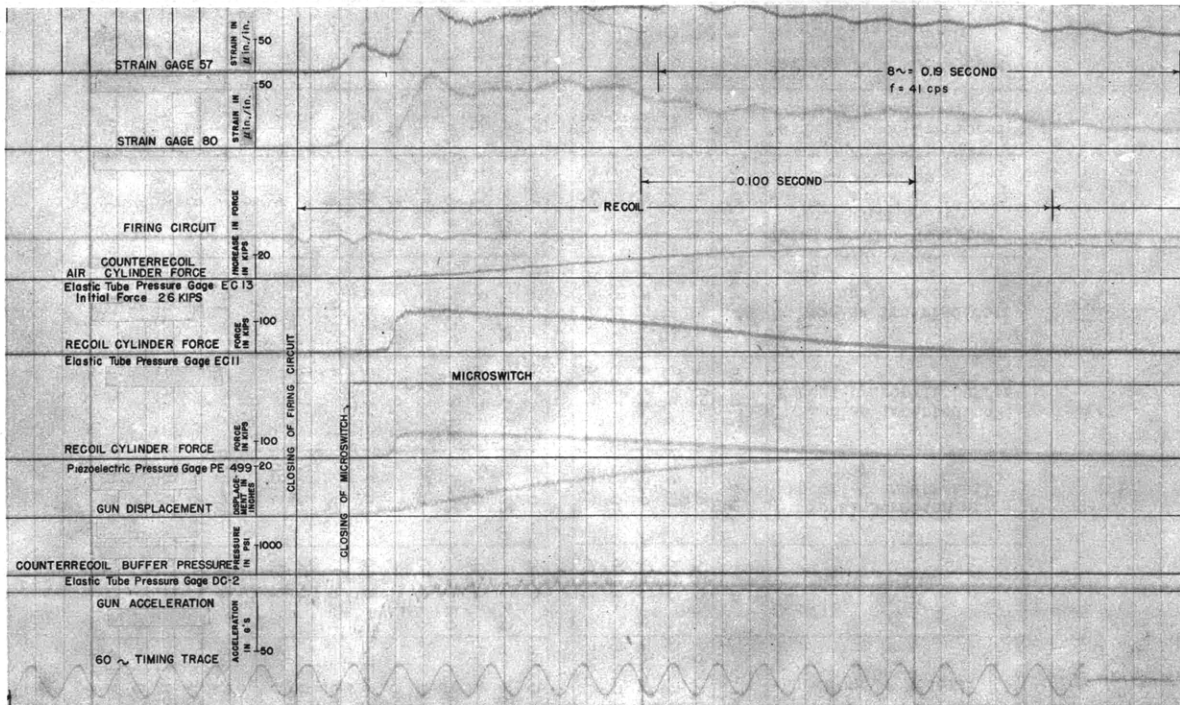 STRAIN GAGE 57
STRAIN IN
μin./in.
50
8~= 0.19 SECOND
f = 41 cps
STRAIN GAGE 80
STRAIN IN
μin./in.
50
0.100 SECOND
RECOIL
FIRING CIRCUIT
COUNTERRECOIL
AIR CYLINDER FORCE
INCREASE IN FORCE
IN KIPS
20
Elastic Tube Pressure Gage EC13
Initial Force 26 KIPS
RECOIL CYLINDER FORCE
FORCE
IN KIPS
100
Elastic Tube Pressure Gage EC11
CLOSING OF FIRING CIRCUIT
MICROSWITCH
CLOSING OF MICROSWITCH
RECOIL CYLINDER FORCE
FORCE
IN KIPS
100
Piezoelectric Pressure Gage PE 499
GUN DISPLACEMENT
DISPLACE-
MENT IN
INCHES
20
COUNTERRECOIL BUFFER PRESSURE
PRESSURE
IN PSI
1000
Elastic Tube Pressure Gage DC-2
GUN ACCELERATION
ACCELERATION
IN G'S
50
60 ~ TIMING TRACE